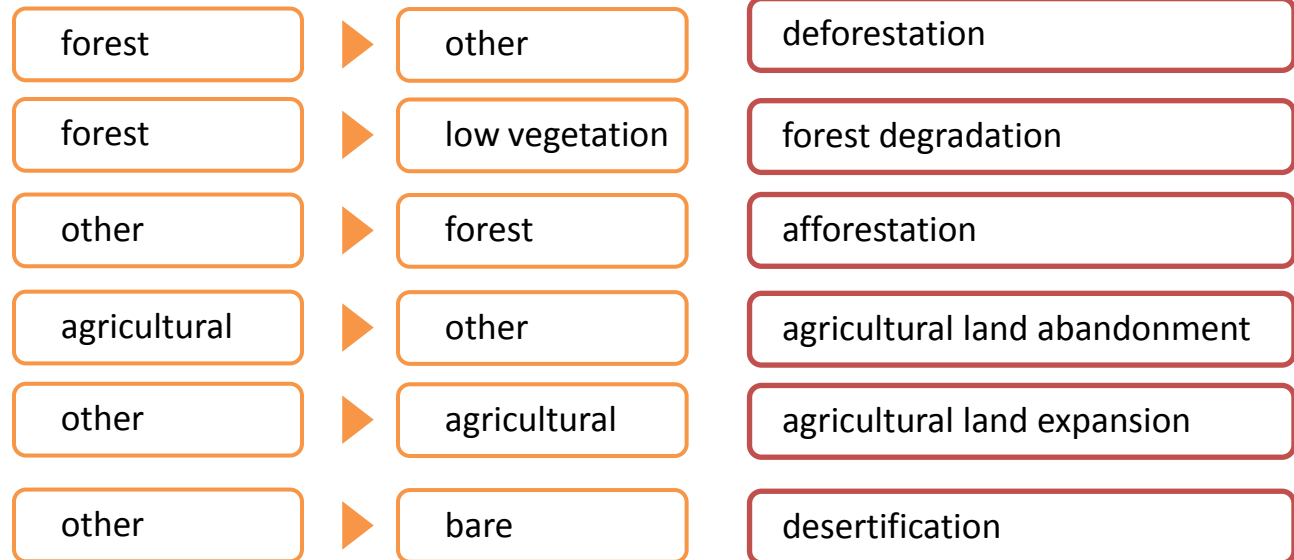 forest other deforestation
forest low vegetation forest degradation
other forest afforestation
agricultural other agricultural land abandonment
other agricultural agricultural land expansion
other bare desertification